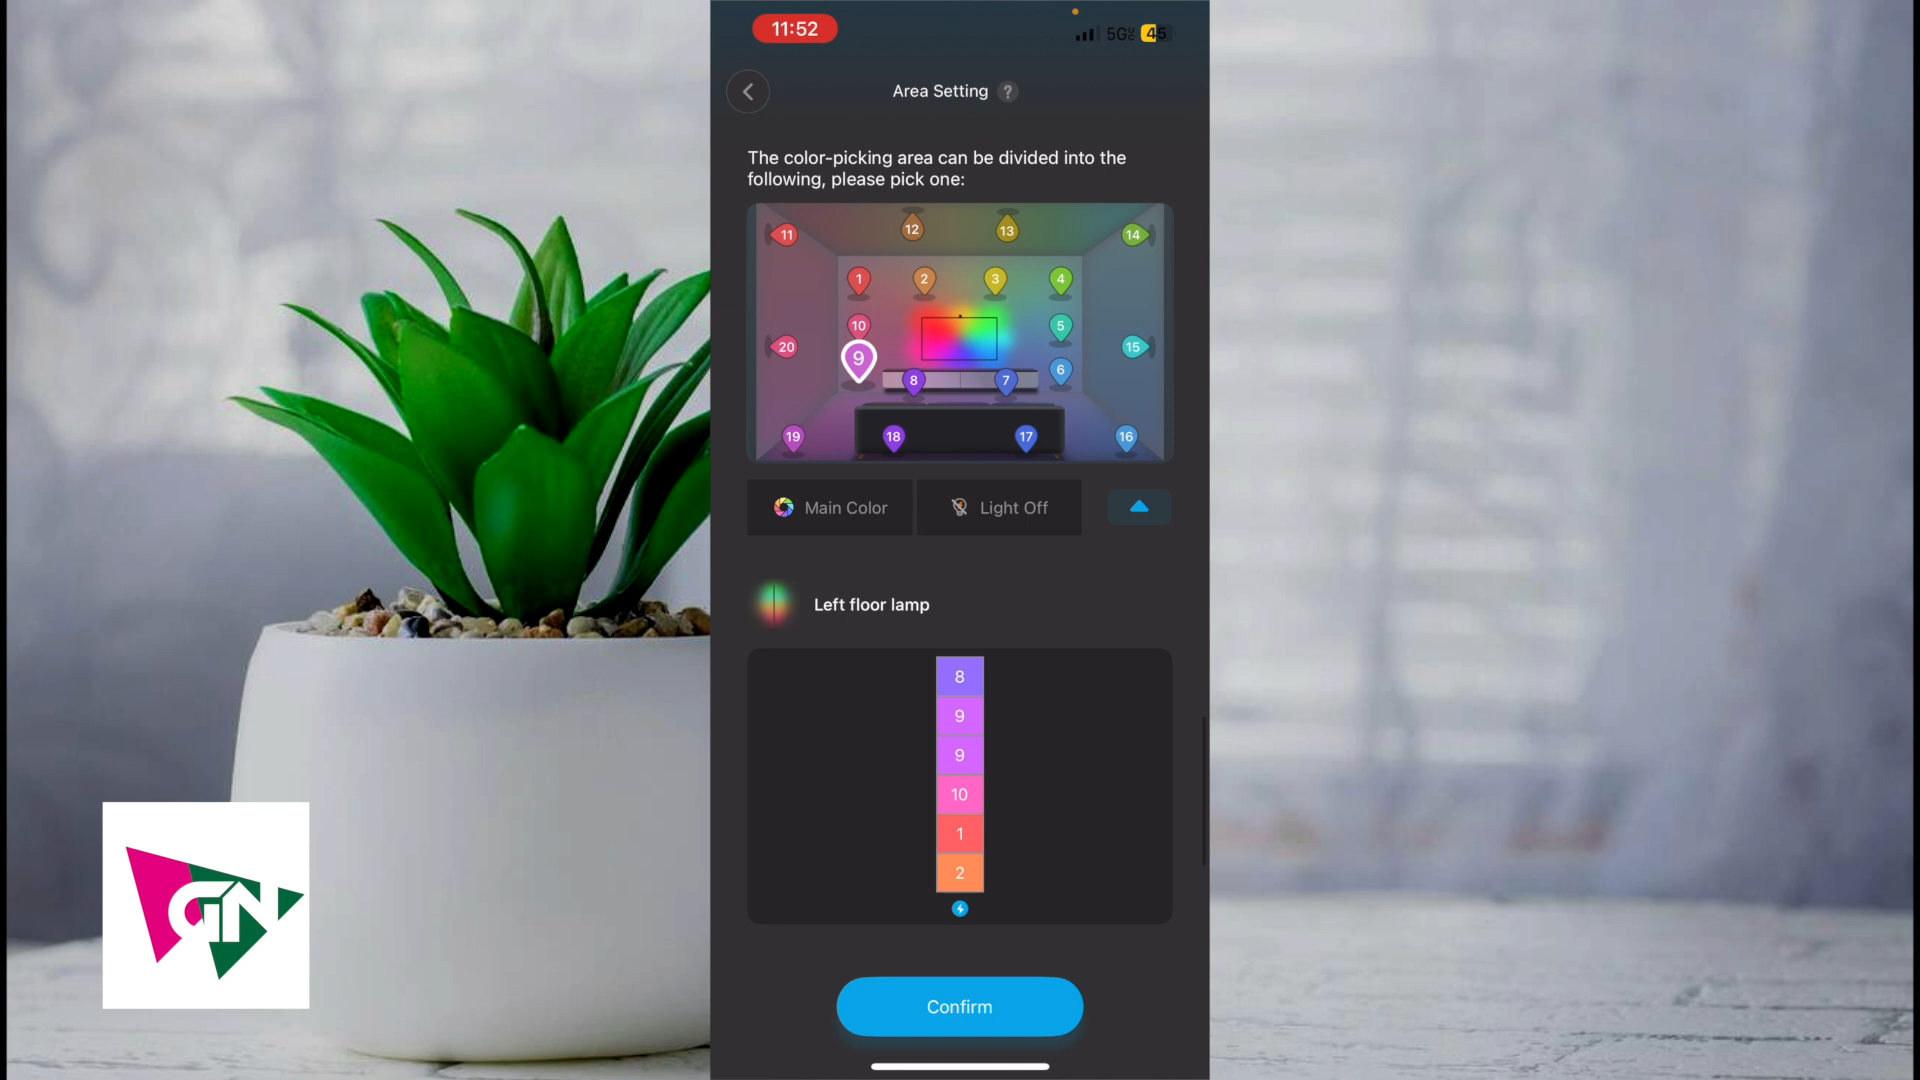 11:52
5G 45
Area Setting ?
The color-picking area can be divided into the
following, please pick one:
11 12 13 14
1 2 3 4
10 5
20 9 15
6
8 7
19 18 17 16
Main Color Light Off
Left floor lamp
8
9
9
10
1
2
GN
Confirm